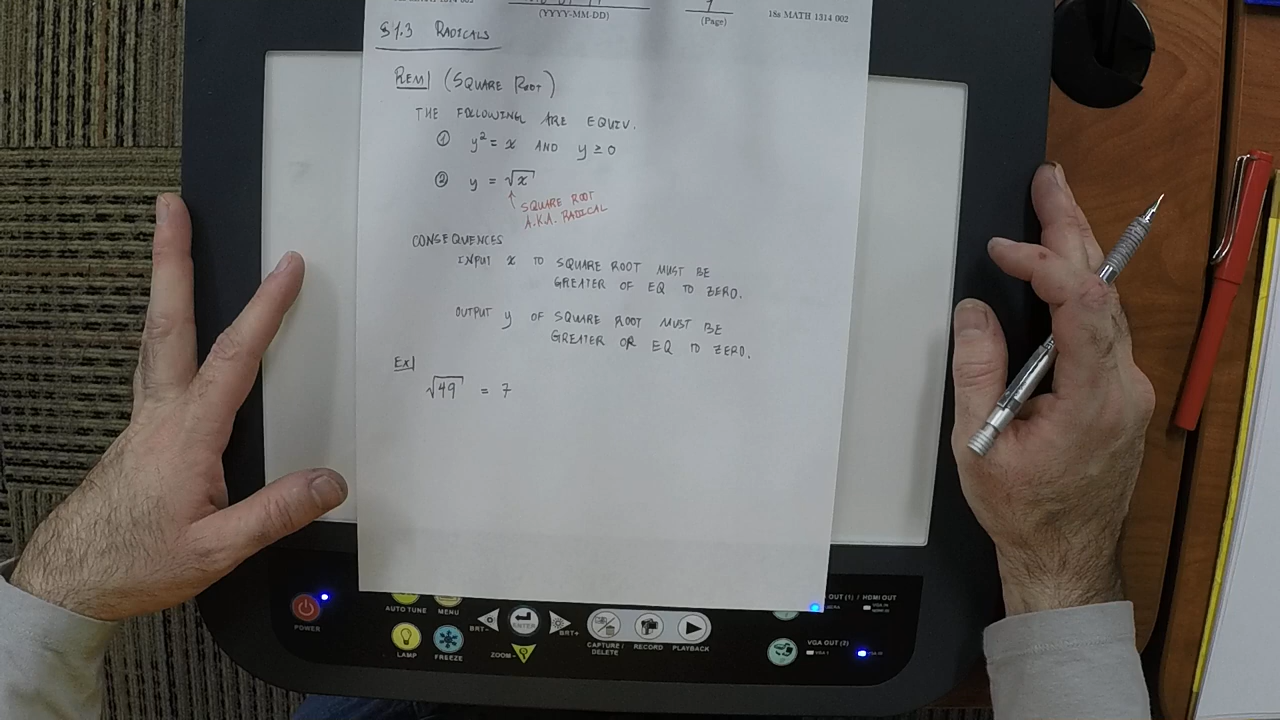 (YYYY-MM-DD)
(Page)
18s MATH 1314 002
§1.3 RADICALS
REM (SQUARE ROOT)
THE FOLLOWING ARE EQUIV.
① y² = x AND y ≥ 0
② y = √x
↑ SQUARE ROOT
A.K.A. RADICAL
CONSEQUENCES
INPUT x TO SQUARE ROOT MUST BE
GREATER OF EQ TO ZERO.
OUTPUT y OF SQUARE ROOT MUST BE
GREATER OR EQ TO ZERO.
Ex
√49 = 7
POWER
AUTO TUNE
MENU
LAMP
FREEZE
BRT-
ENTER
BRT+
ZOOM
CAPTURE /
DELETE
RECORD
PLAYBACK
OUT (1) / HDMI OUT
VGA OUT (2)